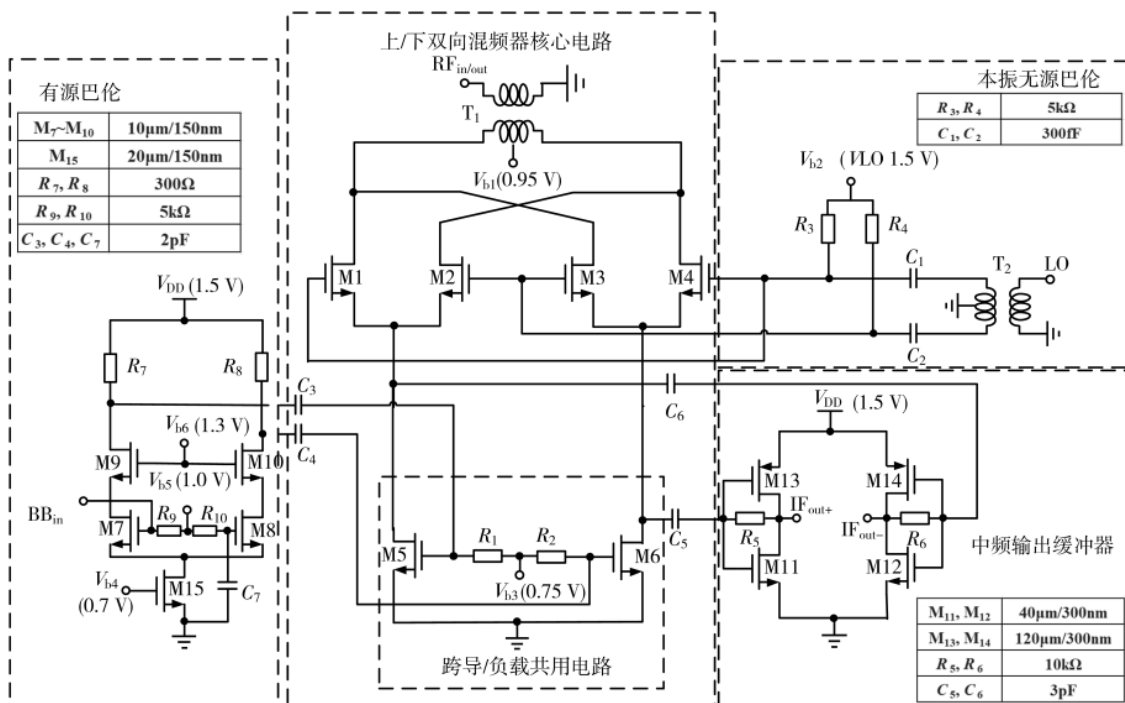 上/下双向混频器核心电路
RFin/out
T1
Vb1(0.95 V)
M1
M2
M3
M4
有源巴伦
M7~M10 10μm/150nm
M15 20μm/150nm
R7, R8 300Ω
R9, R10 5kΩ
C3, C4, C7 2pF
VDD (1.5 V)
R7
R8
C3
C4
Vb6 (1.3 V)
M9
M10
Vb5 (1.0 V)
BBin
M7
R9
R10
M8
Vb4
(0.7 V)
M15
C7
C6
M5
R1
R2
M6
C5
Vb3(0.75 V)
跨导/负载共用电路
本振无源巴伦
R3, R4 5kΩ
C1, C2 300fF
Vb2 (VLO 1.5 V)
R3
R4
C1
T2
LO
C2
VDD (1.5 V)
M13
M14
IFout+
IFout−
R5
R6
M11
M12
中频输出缓冲器
M11, M12 40μm/300nm
M13, M14 120μm/300nm
R5, R6 10kΩ
C5, C6 3pF